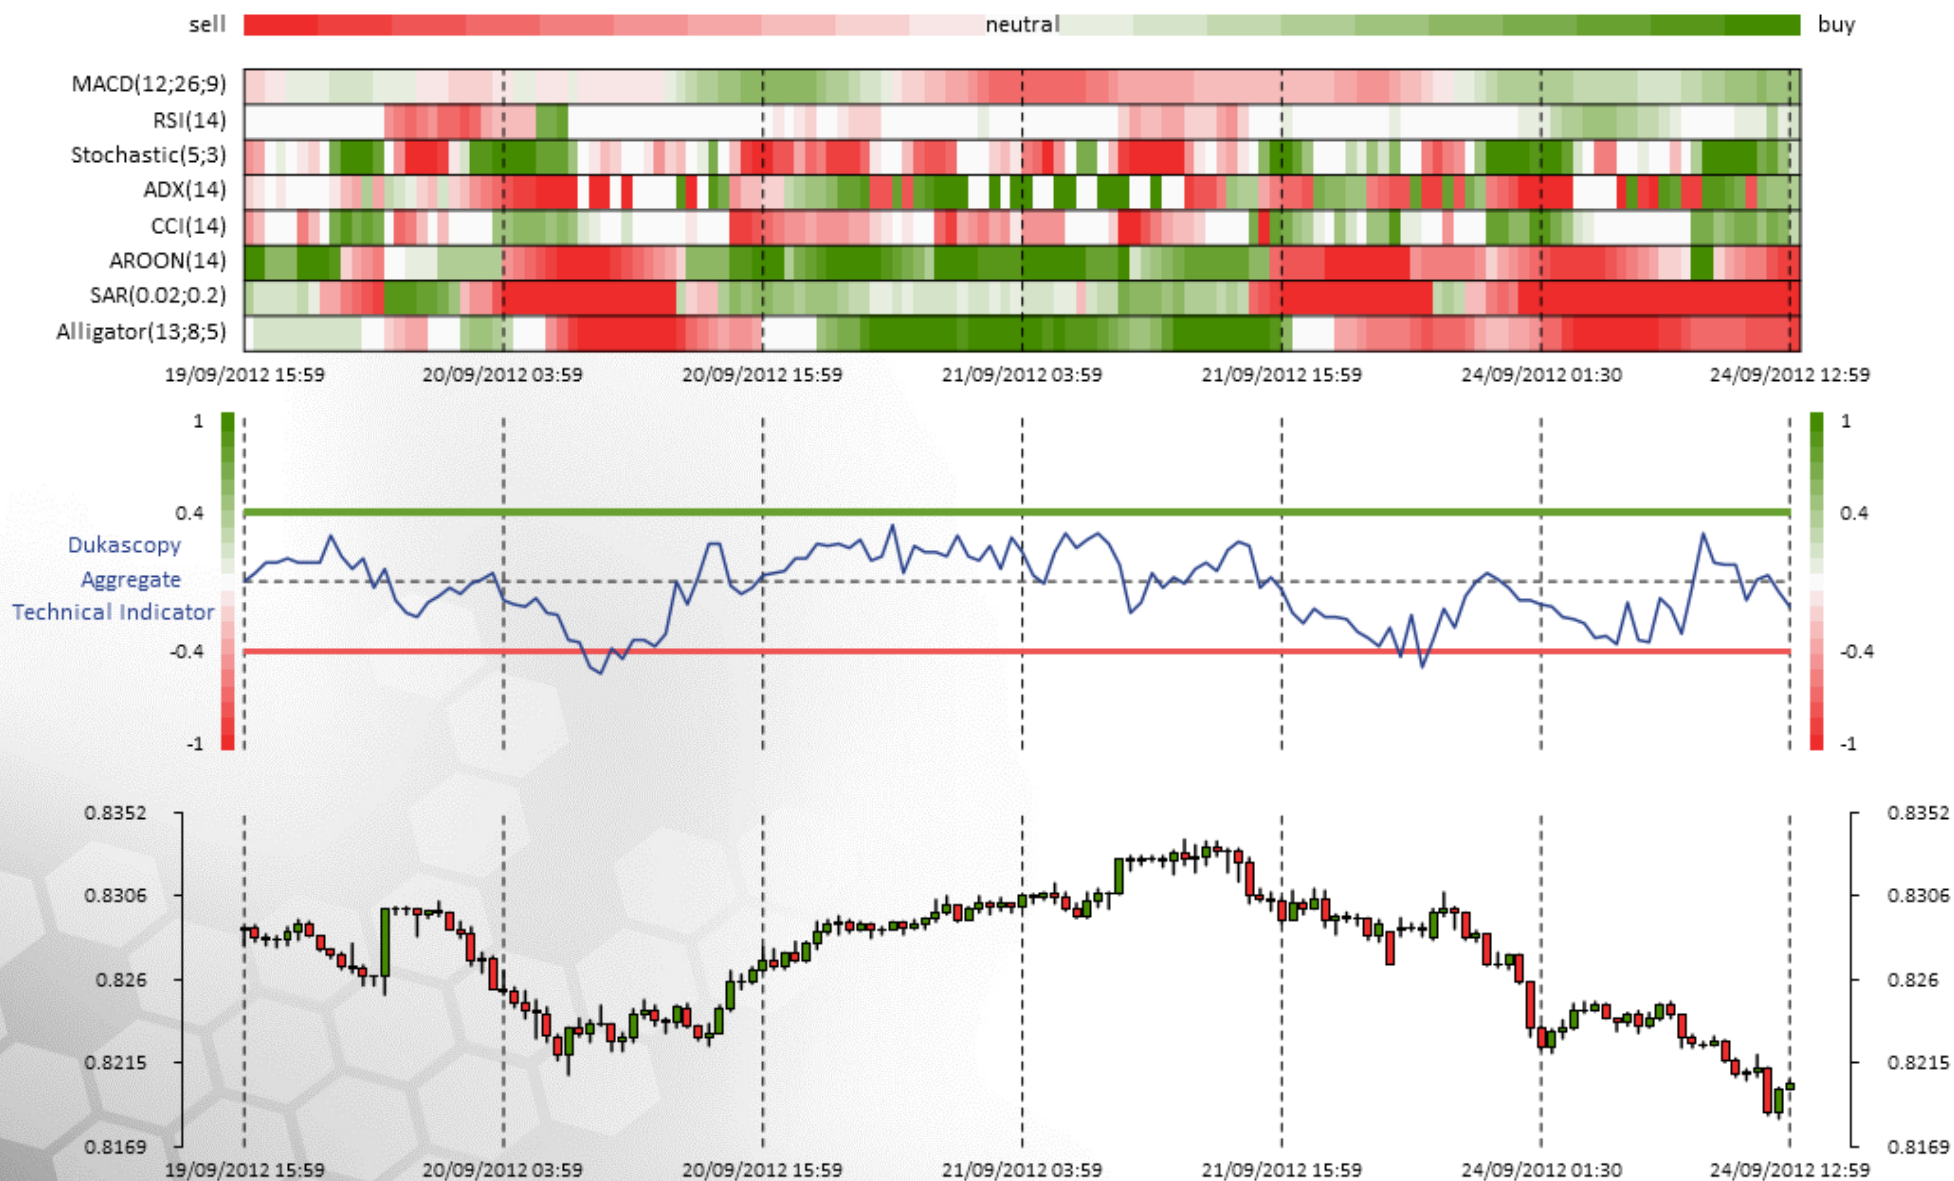 sell neutral buy
MACD(12;26;9)
RSI(14)
Stochastic(5;3)
ADX(14)
CCI(14)
AROON(14)
SAR(0.02;0.2)
Alligator(13;8;5)
19/09/2012 15:59 20/09/2012 03:59 20/09/2012 15:59 21/09/2012 03:59 21/09/2012 15:59 24/09/2012 01:30 24/09/2012 12:59
1 1
0.4 0.4
Dukascopy
Aggregate
Technical Indicator
-0.4 -0.4
-1 -1
0.8352 0.8352
0.8306 0.8306
0.826 0.826
0.8215 0.8215
0.8169 0.8169
19/09/2012 15:59 20/09/2012 03:59 20/09/2012 15:59 21/09/2012 03:59 21/09/2012 15:59 24/09/2012 01:30 24/09/2012 12:59